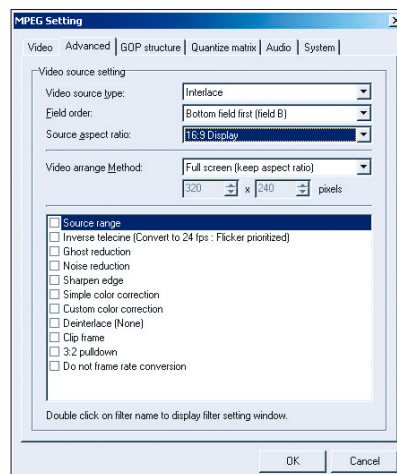 MPEG Setting
Video Advanced GOP structure Quantize matrix Audio System
Video source setting
Video source type: Interlace
Field order: Bottom field first (field B)
Source aspect ratio: 16:9 Display
Video arrange Method: Full screen (keep aspect ratio)
320 x 240 pixels
Source range
Inverse telecine (Convert to 24 fps : Flicker prioritized)
Ghost reduction
Noise reduction
Sharpen edge
Simple color correction
Custom color correction
Deinterlace (None)
Clip frame
3:2 pulldown
Do not frame rate conversion
Double click on filter name to display filter setting window.
OK Cancel